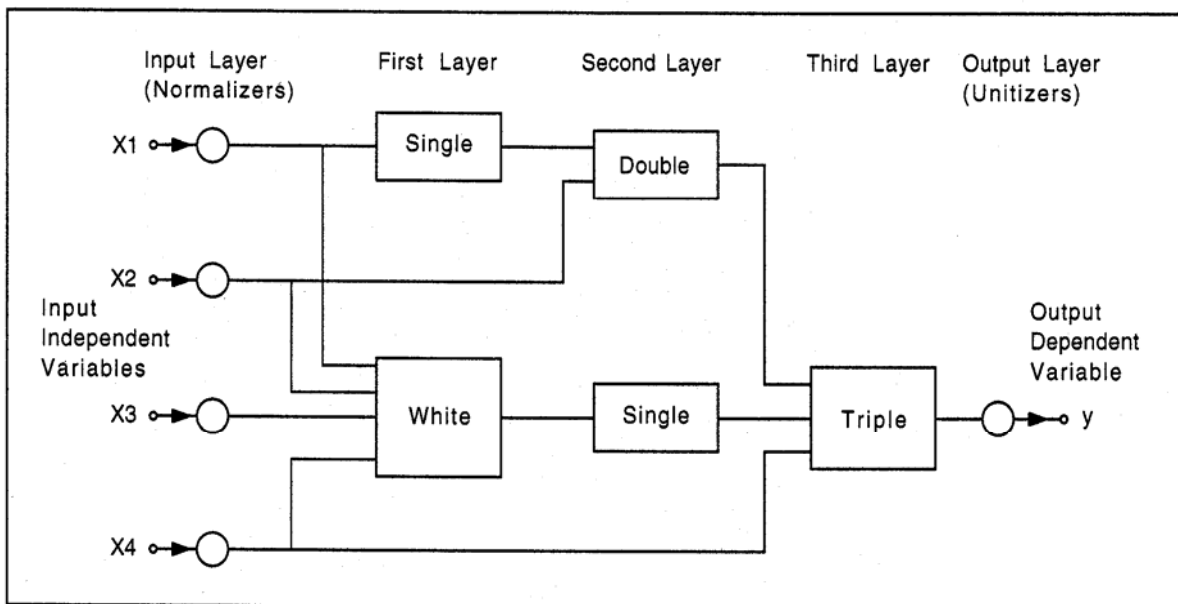 Input Layer
(Normalizers)
First Layer
Second Layer
Third Layer
Output Layer
(Unitizers)
X1
Single
Double
X2
Input
Independent
Variables
Output
Dependent
Variable
X3
White
Single
Triple
y
X4